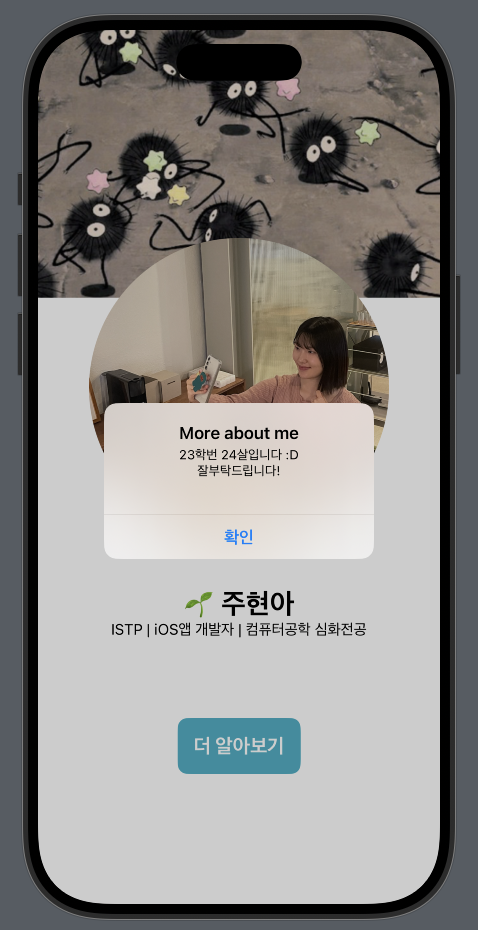 More about me
23학번 24살입니다 :D
잘부탁드립니다!
확인
🌱 주현아
ISTP | iOS앱 개발자 | 컴퓨터공학 심화전공
더 알아보기